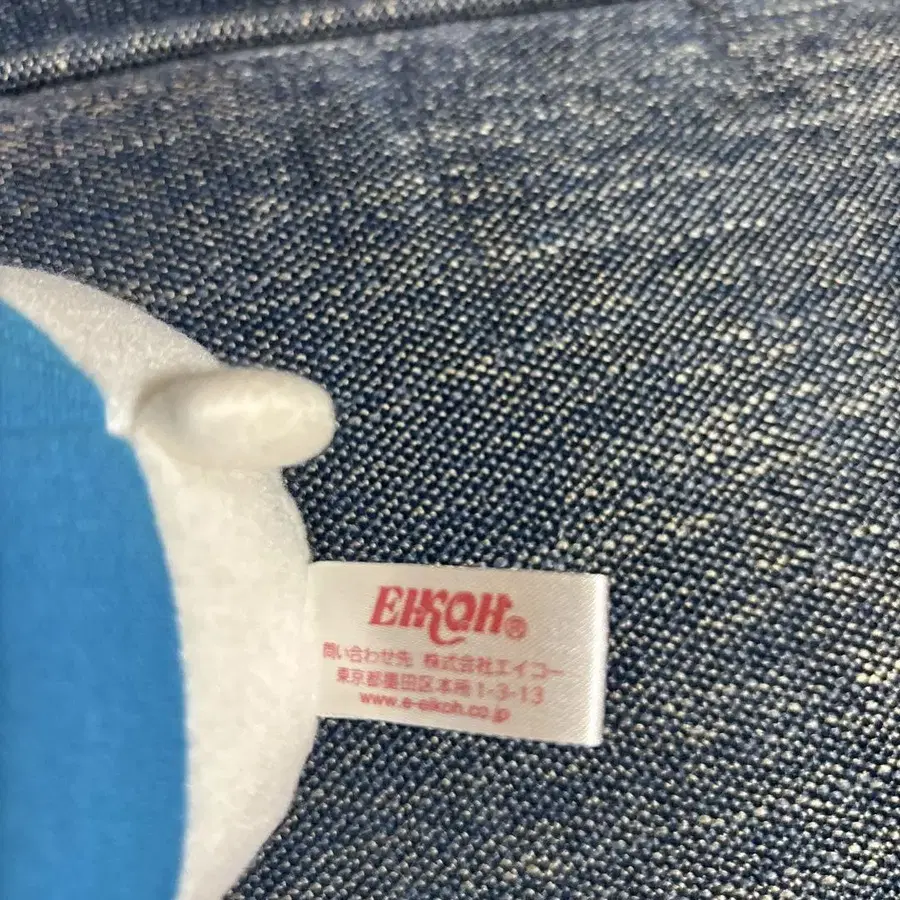 EIKOH®
問い合わせ先 株式会社エイコー
東京都墨田区本所1-3-13
www.e-eikoh.co.jp